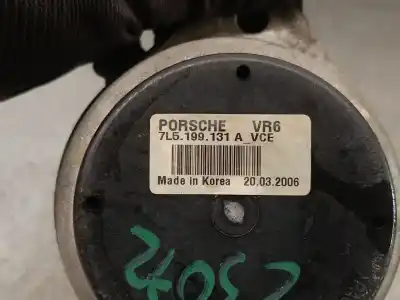 PORSCHE VR6
7L5.199.131 A_VCE
Made in Korea 20.03.2006